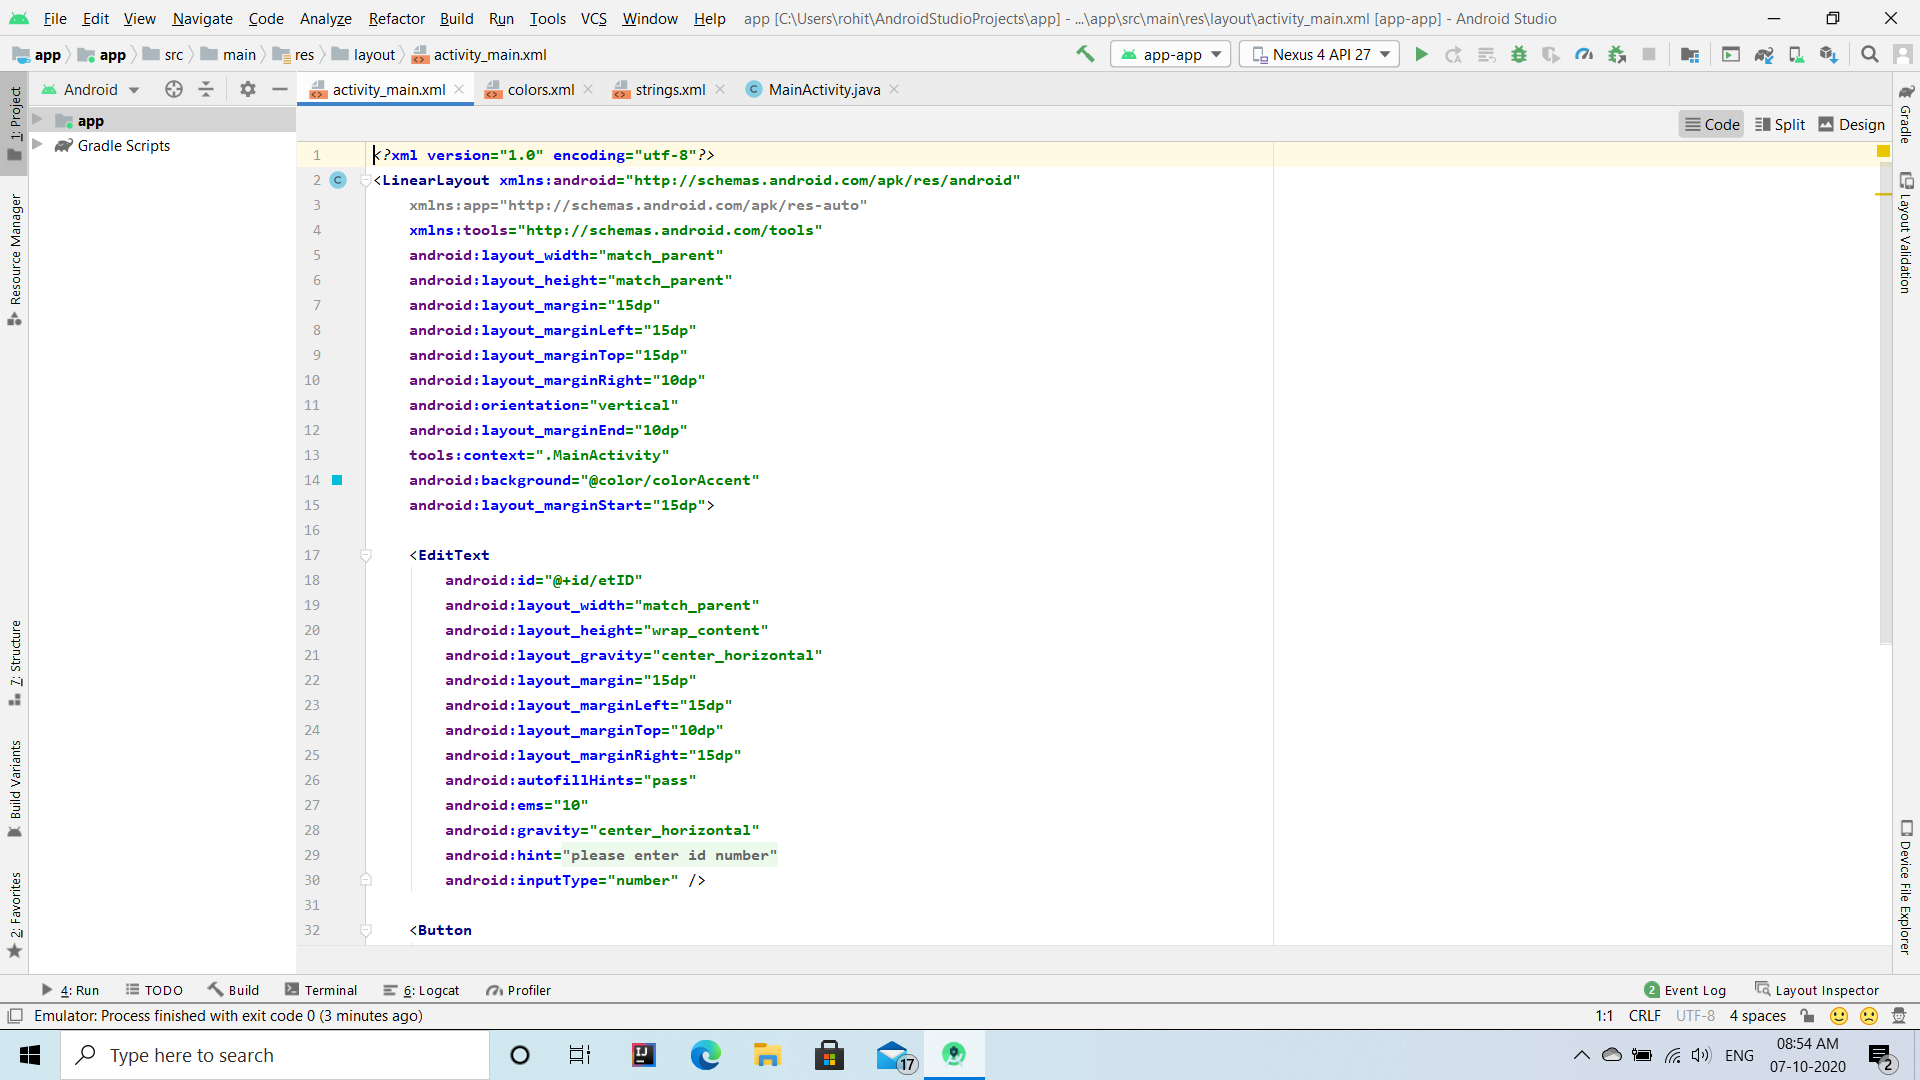 File Edit View Navigate Code Analyze Refactor Build Run Tools VCS Window Help app [C:\Users\rohit\AndroidStudioProjects\app] - ...\app\src\main\res\layout\activity_main.xml [app-app] - Android Studio
app app src main res layout activity_main.xml app-app Nexus 4 API 27
Android activity_main.xml colors.xml strings.xml MainActivity.java
Code Split Design
app
Gradle Scripts
1: Project
Resource Manager
7: Structure
Build Variants
2: Favorites
1 <?xml version="1.0" encoding="utf-8"?>
2 C <LinearLayout xmlns:android="http://schemas.android.com/apk/res/android"
3 xmlns:app="http://schemas.android.com/apk/res-auto"
4 xmlns:tools="http://schemas.android.com/tools"
5 android:layout_width="match_parent"
6 android:layout_height="match_parent"
7 android:layout_margin="15dp"
8 android:layout_marginLeft="15dp"
9 android:layout_marginTop="15dp"
10 android:layout_marginRight="10dp"
11 android:orientation="vertical"
12 android:layout_marginEnd="10dp"
13 tools:context=".MainActivity"
14 android:background="@color/colorAccent"
15 android:layout_marginStart="15dp">
16
17 <EditText
18 android:id="@+id/etID"
19 android:layout_width="match_parent"
20 android:layout_height="wrap_content"
21 android:layout_gravity="center_horizontal"
22 android:layout_margin="15dp"
23 android:layout_marginLeft="15dp"
24 android:layout_marginTop="10dp"
25 android:layout_marginRight="15dp"
26 android:autofillHints="pass"
27 android:ems="10"
28 android:gravity="center_horizontal"
29 android:hint="please enter id number"
30 android:inputType="number" />
31
32 <Button
Gradle
Layout Validation
Device File Explorer
4: Run TODO Build Terminal 6: Logcat Profiler 2 Event Log Layout Inspector
Emulator: Process finished with exit code 0 (3 minutes ago) 1:1 CRLF UTF-8 4 spaces
Type here to search 17 ENG 08:54 AM
07-10-2020 2